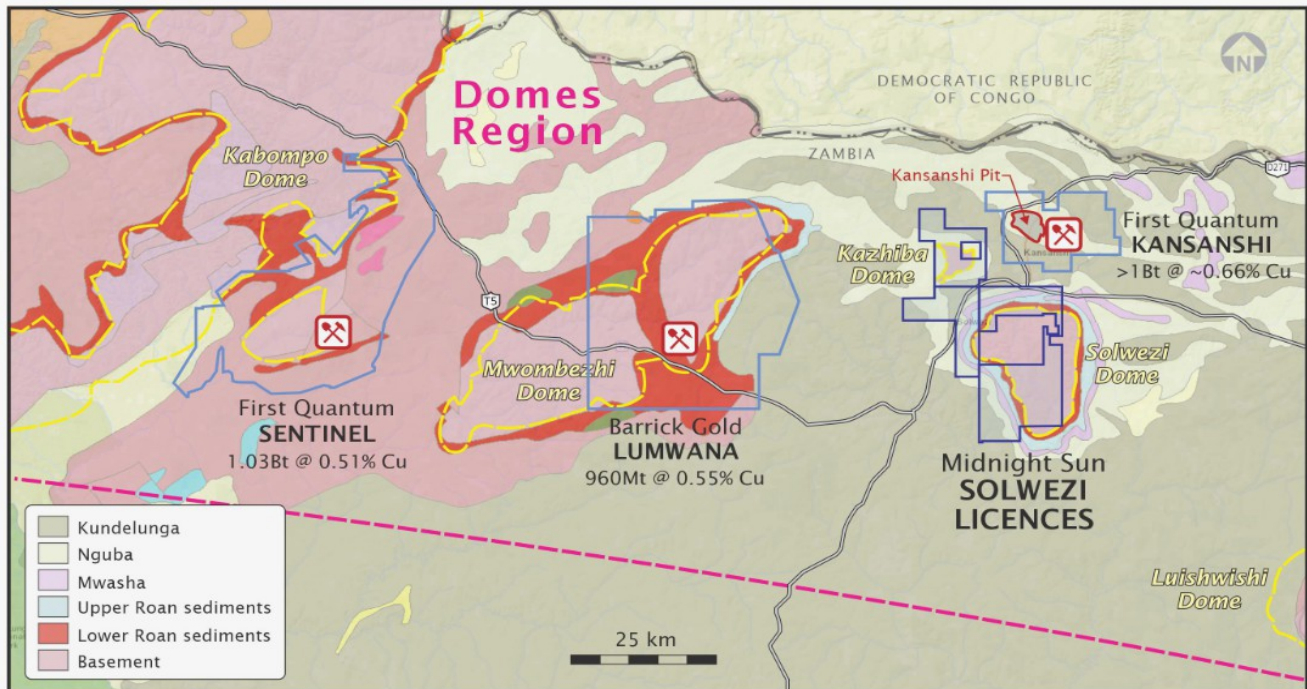 Domes
Region
DEMOCRATIC REPUBLIC
OF CONGO
ZAMBIA
Kabompo
Dome
Kansanshi Pit
D271
First Quantum
KANSANSHI
>1Bt @ ~0.66% Cu
Kansanshi
Kazhiba
Dome
T5
Mwombezhi
Dome
Solwezi
Dome
First Quantum
SENTINEL
1.03Bt @ 0.51% Cu
Barrick Gold
LUMWANA
960Mt @ 0.55% Cu
Midnight Sun
SOLWEZI
LICENCES
Luishwishi
Dome
Kundelunga
Nguba
Mwasha
Upper Roan sediments
Lower Roan sediments
Basement
25 km
N